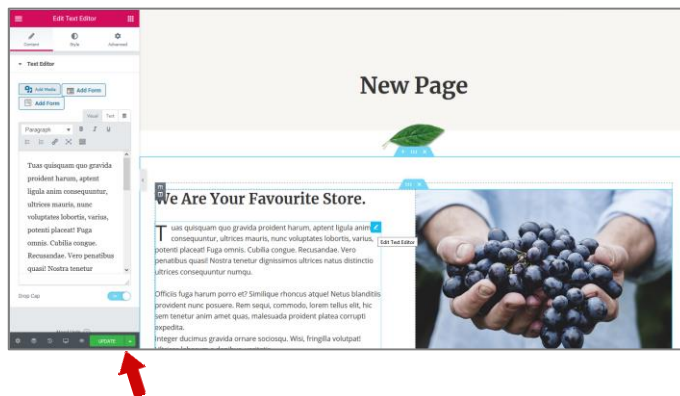 Edit Text Editor
Content Style Advanced
Text Editor
Add Media Add Form
Add Form
Visual Text
Paragraph B I U
Tuas quisquam quo gravida
proident harum, aptent
ligula anim consequuntur,
ultrices mauris, nunc
voluptates lobortis, varius,
potenti placeat! Fuga
omnis. Cubilia congue.
Recusandae. Vero penatibus
quasi! Nostra tenetur
Drop Cap
UPDATE
New Page
We Are Your Favourite Store.
Tuas quisquam quo gravida proident harum, aptent ligula anim
consequuntur, ultrices mauris, nunc voluptates lobortis, varius,
potenti placeat! Fuga omnis. Cubilia congue. Recusandae. Vero
penatibus quasi! Nostra tenetur dignissimos ultrices natus distinctio
ultrices consequuntur numqu.
Edit Text Editor
Officiis fuga harum porro et? Similique rhoncus atque! Netus blanditiis
provident nunc posuere. Rem sequi, commodo, lorem tellus elit, hic
sem tenetur anim amet quas, malesuada proident platea corrupti
expedita.
Integer ducimus gravida ornare sociosqu. Wisi, fringilla volutpat!